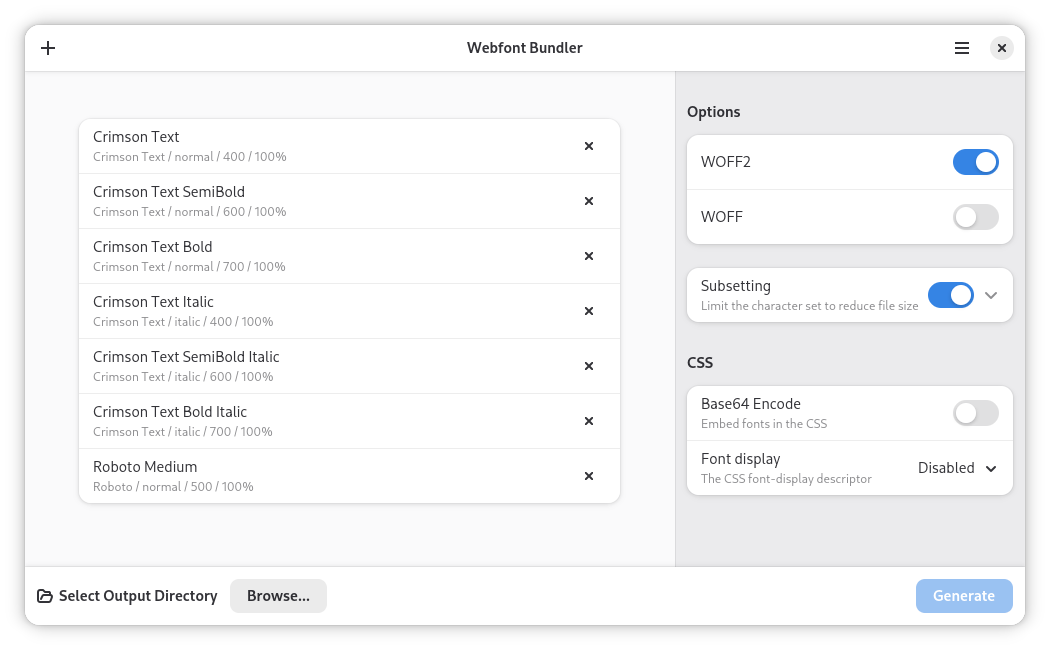 Webfont Bundler
Crimson Text
Crimson Text / normal / 400 / 100%
Crimson Text SemiBold
Crimson Text / normal / 600 / 100%
Crimson Text Bold
Crimson Text / normal / 700 / 100%
Crimson Text Italic
Crimson Text / italic / 400 / 100%
Crimson Text SemiBold Italic
Crimson Text / italic / 600 / 100%
Crimson Text Bold Italic
Crimson Text / italic / 700 / 100%
Roboto Medium
Roboto / normal / 500 / 100%
Options
WOFF2
WOFF
Subsetting
Limit the character set to reduce file size
CSS
Base64 Encode
Embed fonts in the CSS
Font display
The CSS font-display descriptor
Disabled
Select Output Directory
Browse...
Generate